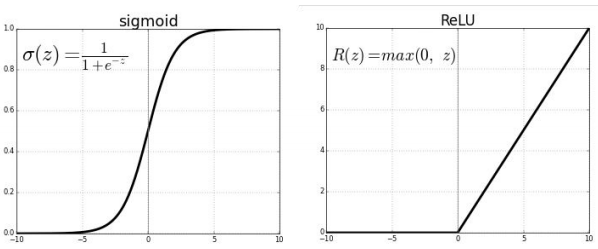 sigmoid
σ(z) = 1/(1+e^{-z})
1.0
0.8
0.6
0.4
0.2
0.0
−10 −5 0 5 10
ReLU
R(z) = max(0, z)
10
8
6
4
2
0
−10 −5 0 5 10